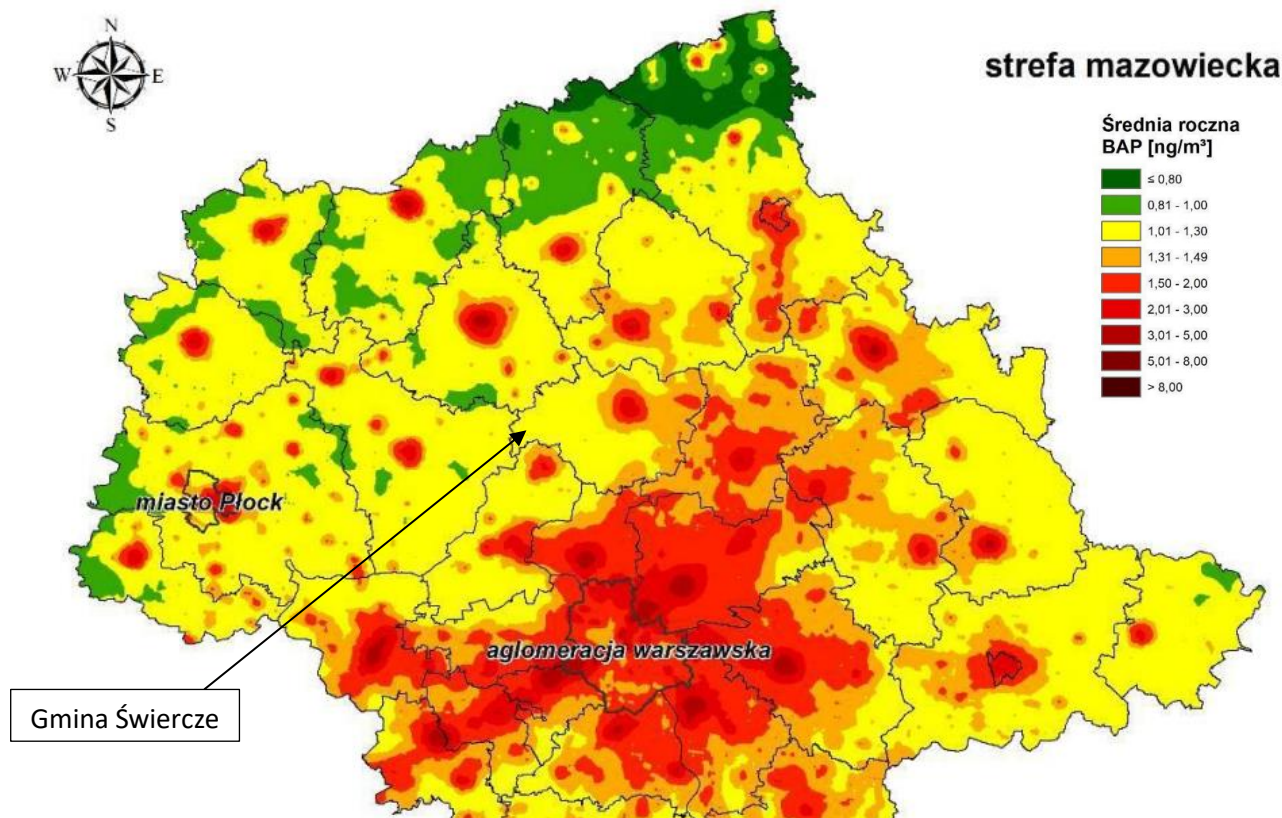 N
W E
S
strefa mazowiecka
Średnia roczna
BAP [ng/m³]
≤ 0,80
0,81 - 1,00
1,01 - 1,30
1,31 - 1,49
1,50 - 2,00
2,01 - 3,00
3,01 - 5,00
5,01 - 8,00
> 8,00
miasto Płock
aglomeracja warszawska
Gmina Świercze